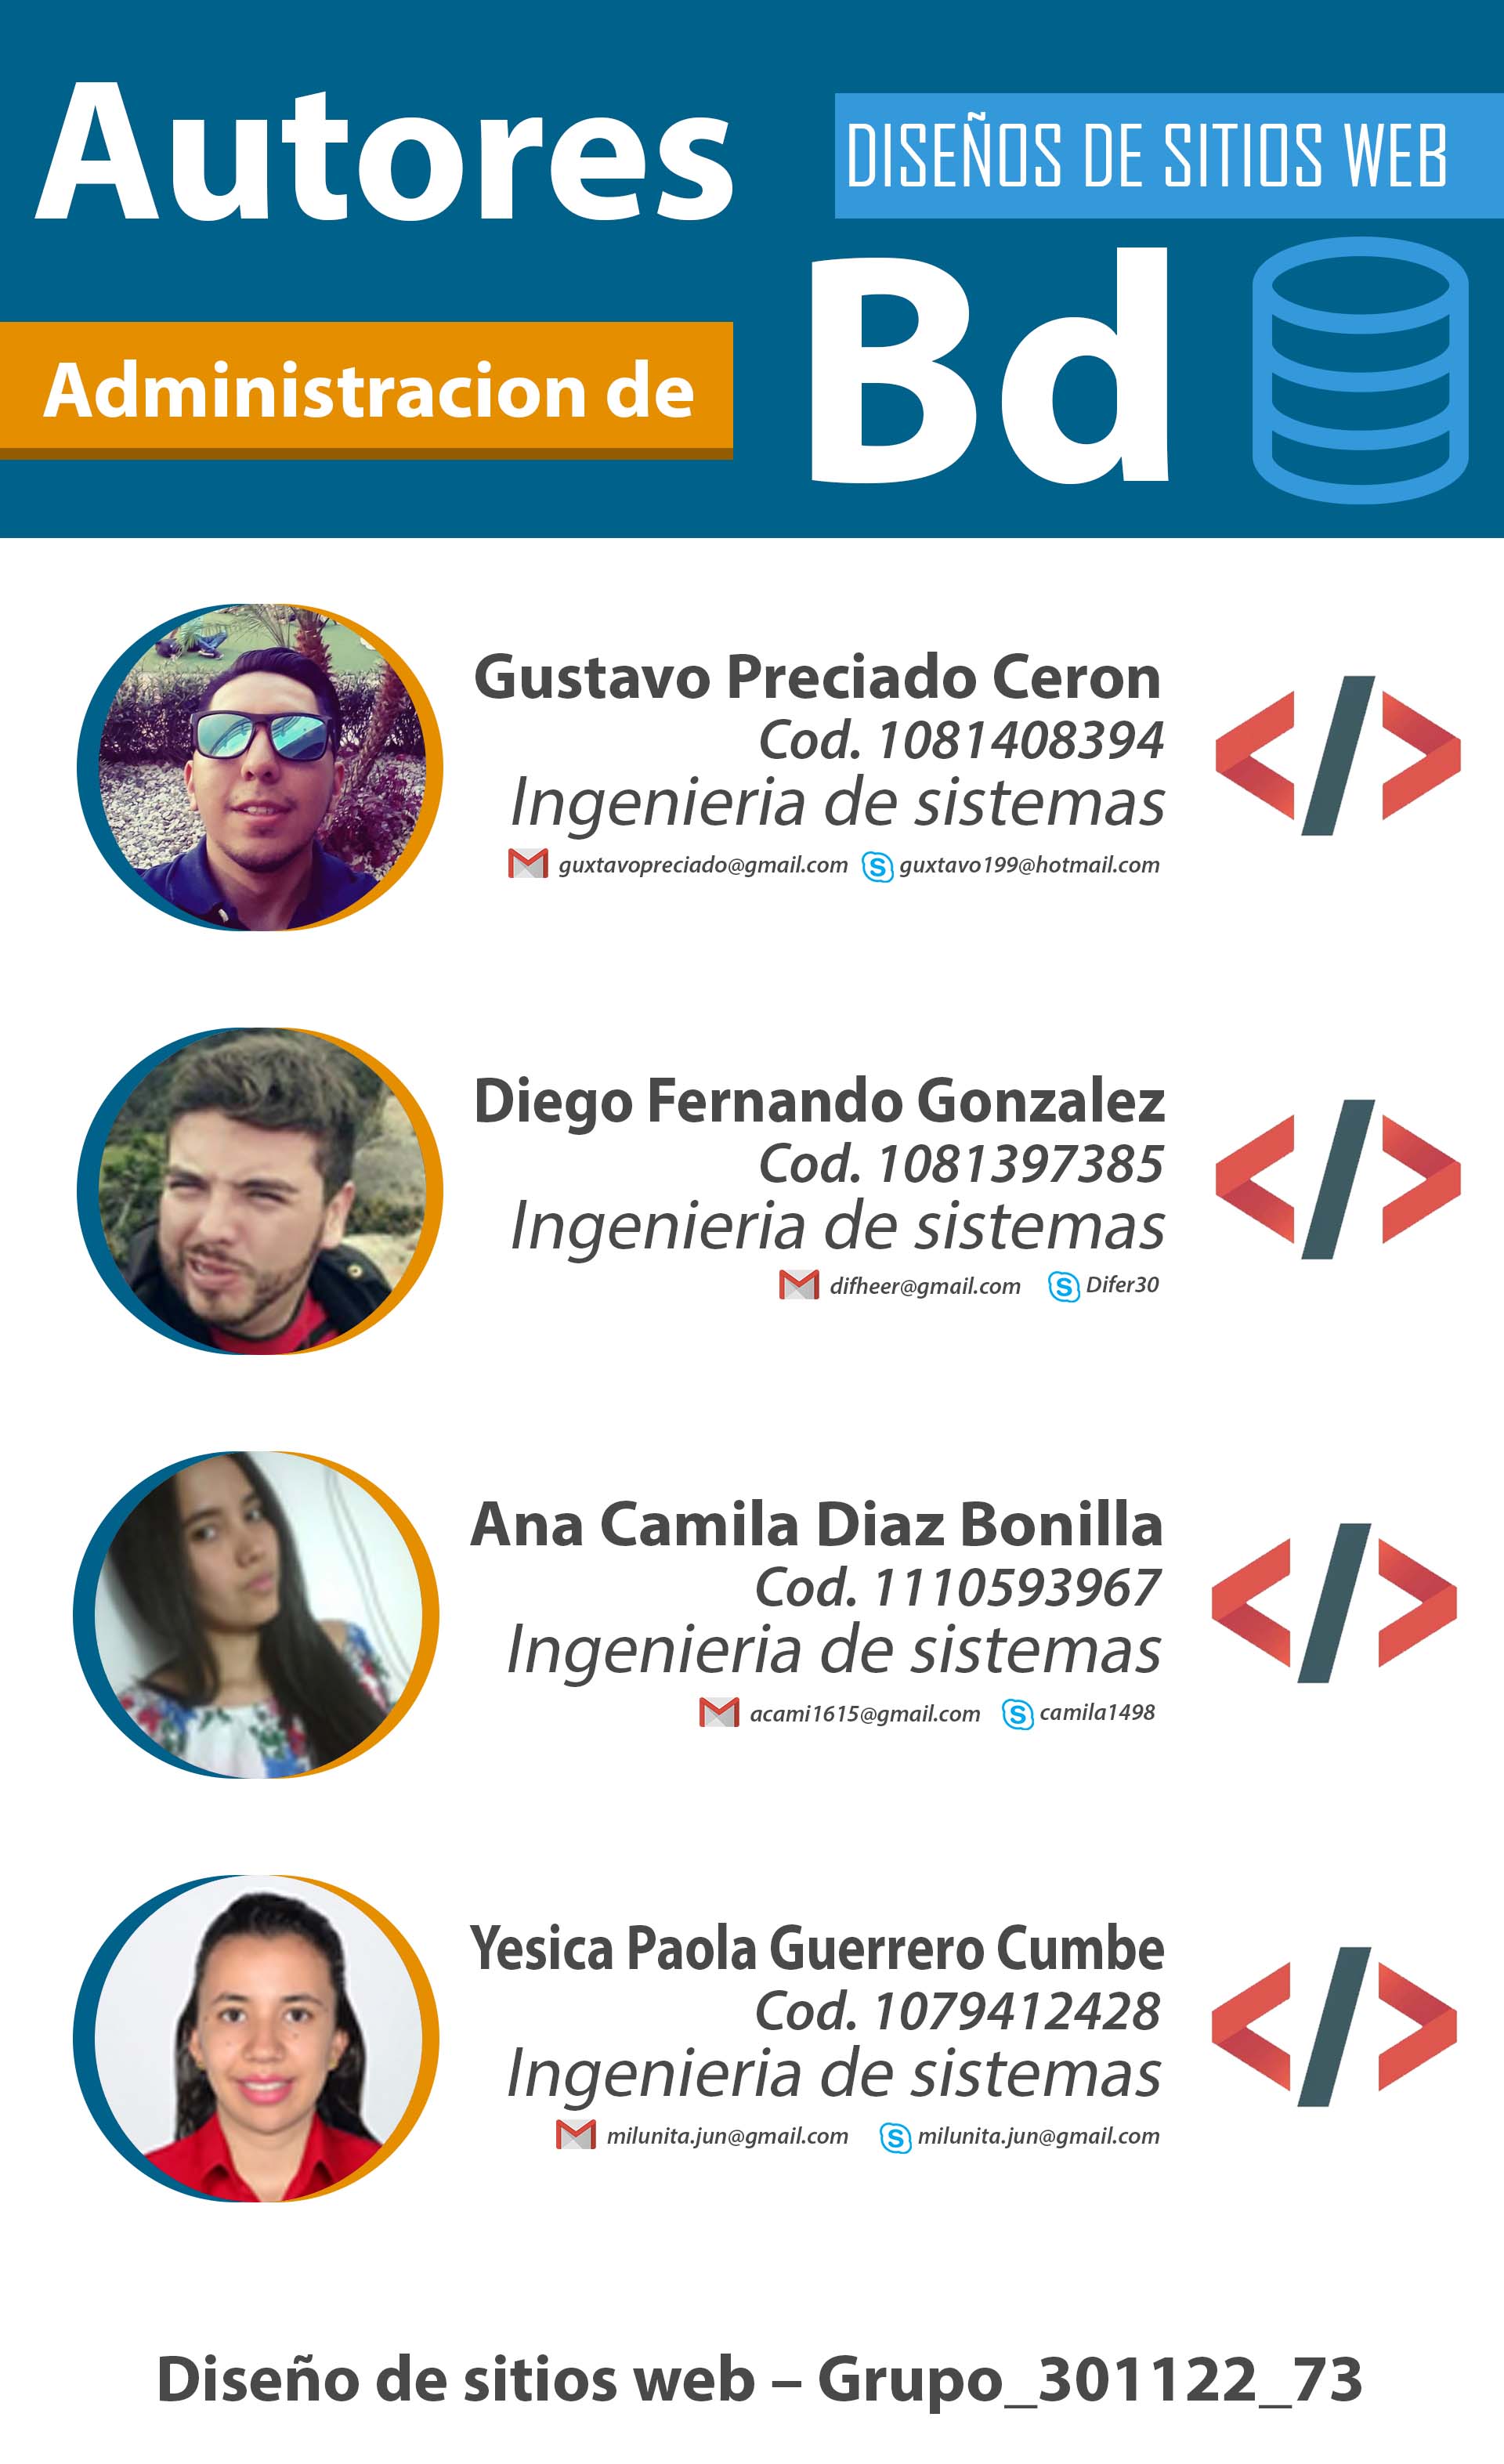 Autores
DISEÑOS DE SITIOS WEB
Administracion de
Bd
Gustavo Preciado Ceron
Cod. 1081408394
Ingenieria de sistemas
guxtavopreciado@gmail.com guxtavo199@hotmail.com
Diego Fernando Gonzalez
Cod. 1081397385
Ingenieria de sistemas
difheer@gmail.com Difer30
Ana Camila Diaz Bonilla
Cod. 1110593967
Ingenieria de sistemas
acami1615@gmail.com camila1498
Yesica Paola Guerrero Cumbe
Cod. 1079412428
Ingenieria de sistemas
milunita.jun@gmail.com milunita.jun@gmail.com
Diseño de sitios web – Grupo_301122_73